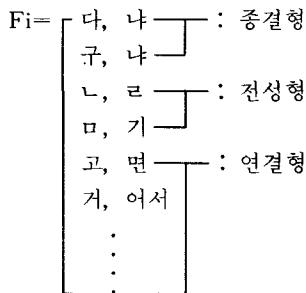 Fi= 다, 냐 : 종결형
구, 냐
ㄴ, ㄹ : 전성형
ㅁ, 기
고, 면 : 연결형
거, 어서